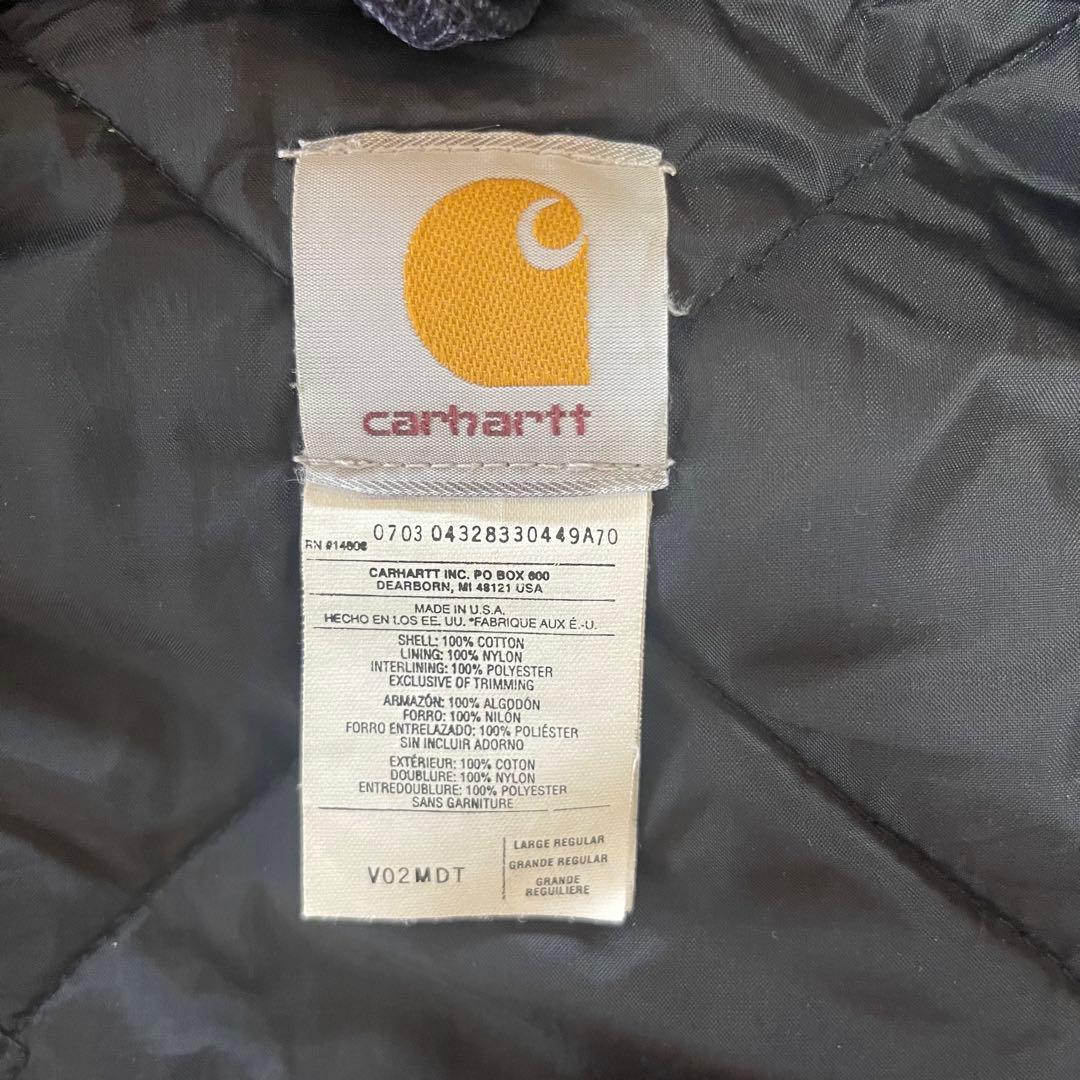 carhartt
0703 04328330449A70
RN #14806
CARHARTT INC. PO BOX 600
DEARBORN, MI 48121 USA
MADE IN U.S.A.
HECHO EN LOS EE. UU. *FABRIQUE AUX É.-U.
SHELL: 100% COTTON
LINING: 100% NYLON
INTERLINING: 100% POLYESTER
EXCLUSIVE OF TRIMMING
ARMAZÓN: 100% ALGODÓN
FORRO: 100% NILÓN
FORRO ENTRELAZADO: 100% POLIÉSTER
SIN INCLUIR ADORNO
EXTÉRIEUR: 100% COTON
DOUBLURE: 100% NYLON
ENTREDOUBLURE: 100% POLYESTER
SANS GARNITURE
V02MDT
LARGE REGULAR
GRANDE REGULAR
GRANDE
REGUILIERE